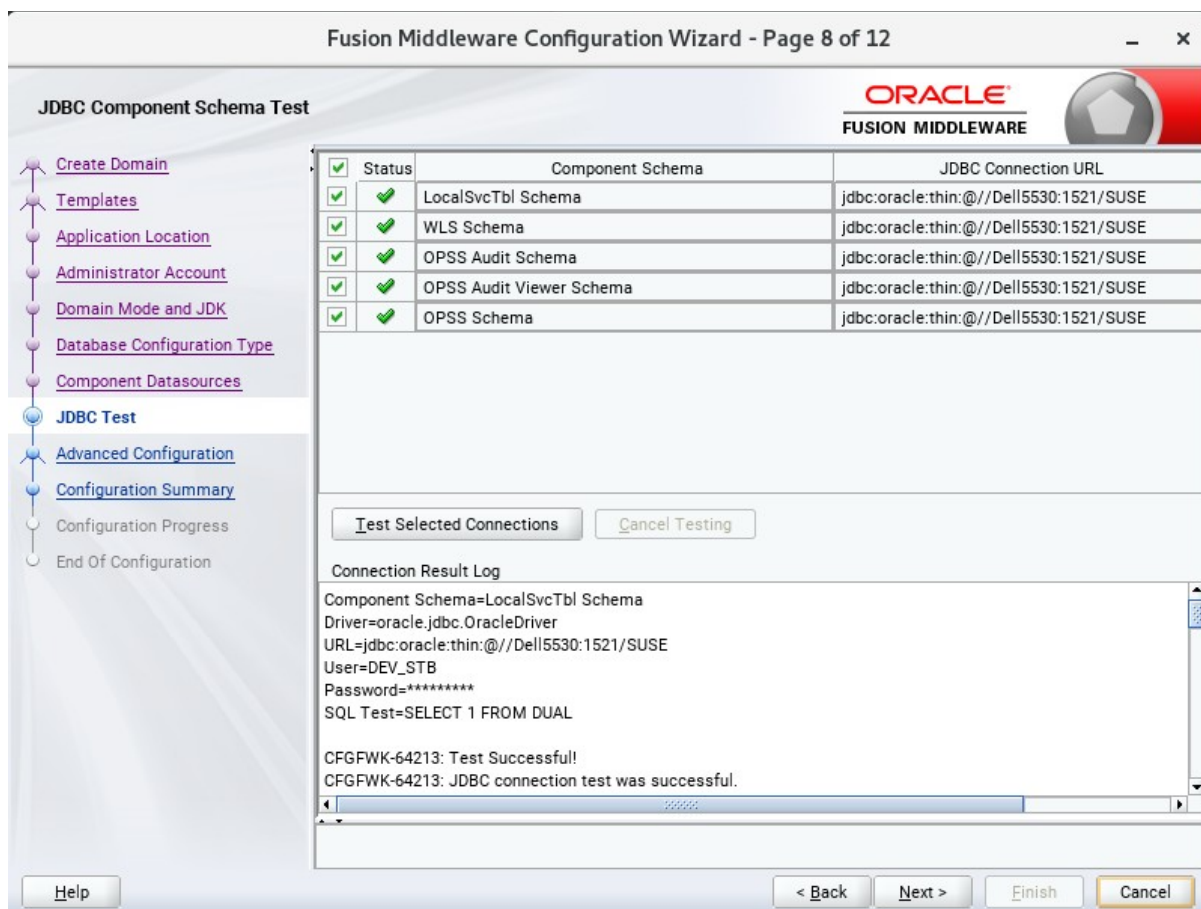 Fusion Middleware Configuration Wizard - Page 8 of 12
JDBC Component Schema Test
ORACLE
FUSION MIDDLEWARE
Create Domain
Templates
Application Location
Administrator Account
Domain Mode and JDK
Database Configuration Type
Component Datasources
JDBC Test
Advanced Configuration
Configuration Summary
Configuration Progress
End Of Configuration
Status Component Schema JDBC Connection URL
LocalSvcTbl Schema jdbc:oracle:thin:@//Dell5530:1521/SUSE
WLS Schema jdbc:oracle:thin:@//Dell5530:1521/SUSE
OPSS Audit Schema jdbc:oracle:thin:@//Dell5530:1521/SUSE
OPSS Audit Viewer Schema jdbc:oracle:thin:@//Dell5530:1521/SUSE
OPSS Schema jdbc:oracle:thin:@//Dell5530:1521/SUSE
Test Selected Connections Cancel Testing
Connection Result Log
Component Schema=LocalSvcTbl Schema
Driver=oracle.jdbc.OracleDriver
URL=jdbc:oracle:thin:@//Dell5530:1521/SUSE
User=DEV_STB
Password=*********
SQL Test=SELECT 1 FROM DUAL
CFGFWK-64213: Test Successful!
CFGFWK-64213: JDBC connection test was successful.
Help < Back Next > Finish Cancel